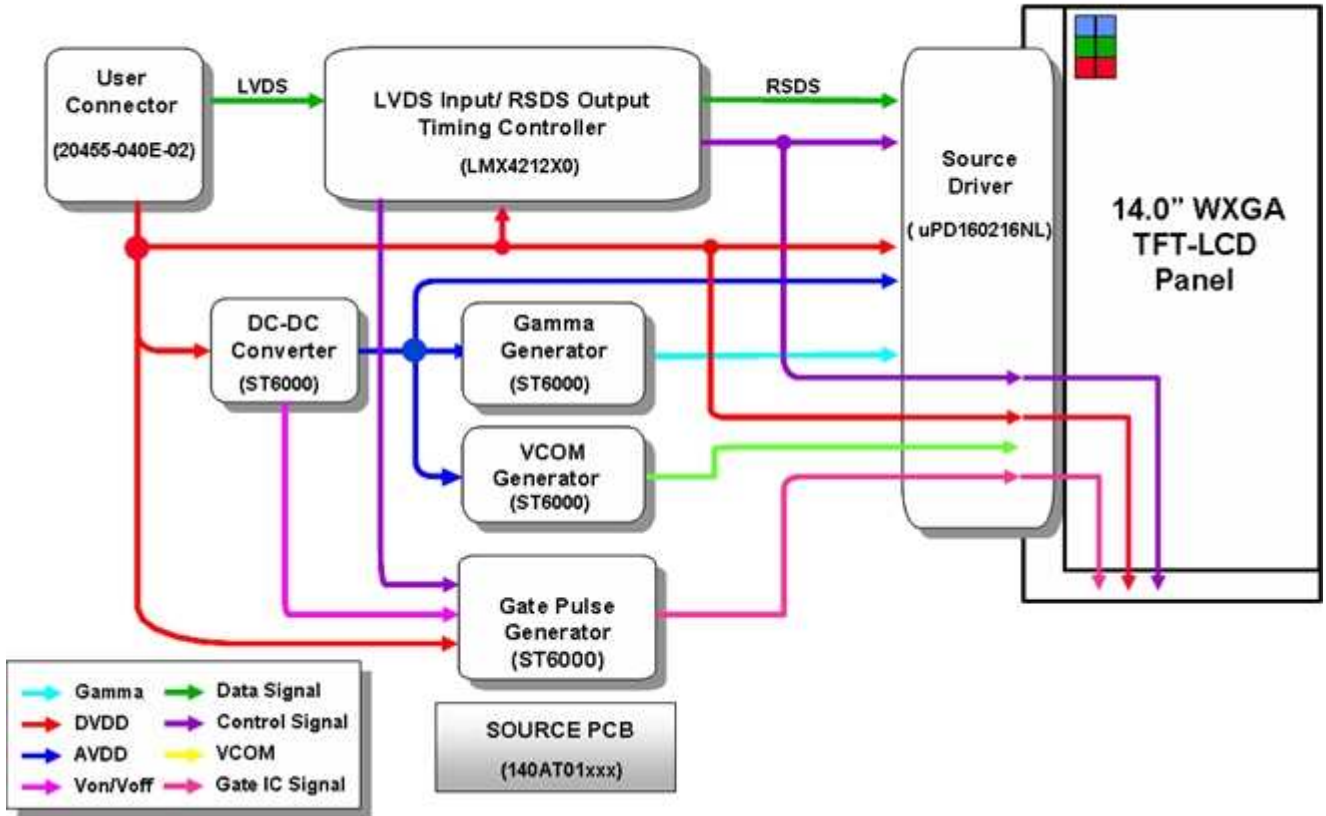 User
Connector
(20455-040E-02)
LVDS
LVDS Input/ RSDS Output
Timing Controller
(LMX4212X0)
RSDS
Source
Driver
( uPD160216NL)
14.0” WXGA
TFT-LCD
Panel
DC-DC
Converter
(ST6000)
Gamma
Generator
(ST6000)
VCOM
Generator
(ST6000)
Gate Pulse
Generator
(ST6000)
Gamma
Data Signal
DVDD
Control Signal
AVDD
VCOM
Von/Voff
Gate IC Signal
SOURCE PCB
(140AT01xxx)